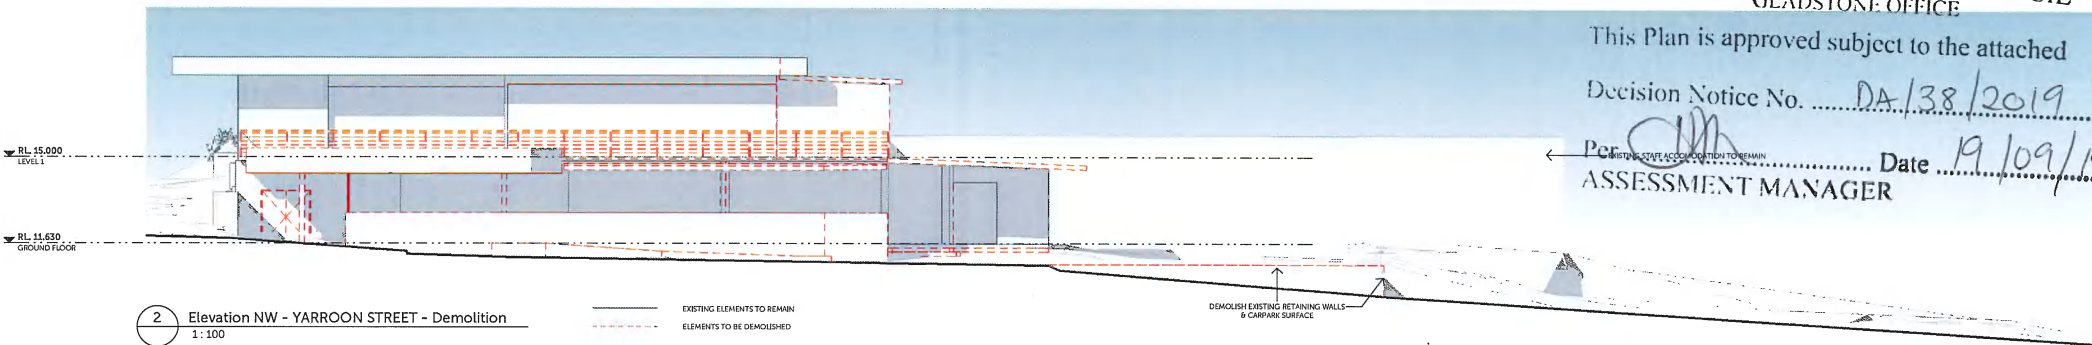 GLADSTONE OFFICE
This Plan is approved subject to the attached
Decision Notice No. DA/38/2019
Per Date 19/09/1
ASSESSMENT MANAGER
EXISTING STAFF ACCOMODATION TO REMAIN
RL 15.000
LEVEL 1
RL 11.630
GROUND FLOOR
DEMOLISH EXISTING RETAINING WALLS
& CARPARK SURFACE
2 Elevation NW - YARROON STREET - Demolition
1 : 100
EXISTING ELEMENTS TO REMAIN
ELEMENTS TO BE DEMOLISHED